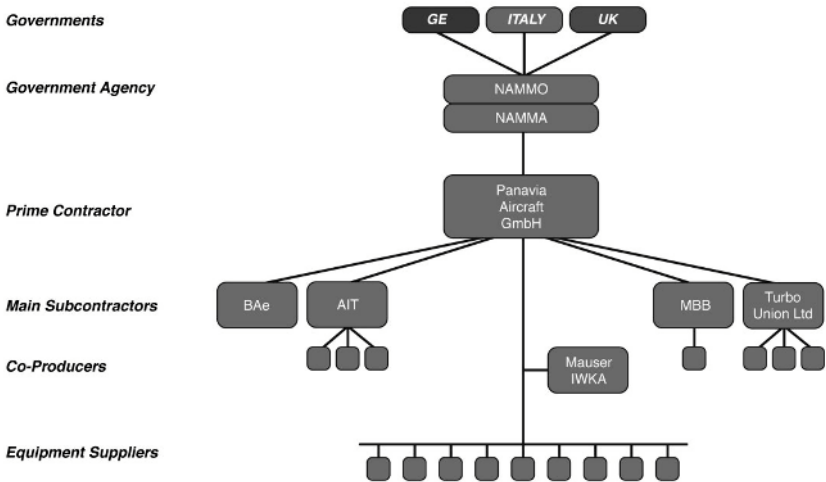 Governments
GE
ITALY
UK
Government Agency
NAMMO
NAMMA
Prime Contractor
Panavia
Aircraft
GmbH
Main Subcontractors
BAe
AIT
MBB
Turbo
Union Ltd
Co-Producers
Mauser
IWKA
Equipment Suppliers